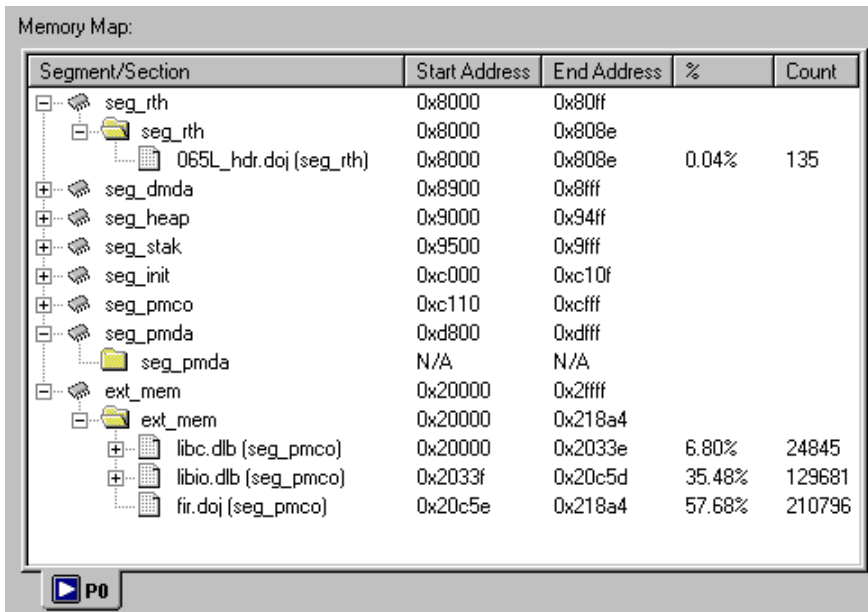 Memory Map:
Segment/Section Start Address End Address % Count
seg_rth 0x8000 0x80ff
seg_rth 0x8000 0x808e
065L_hdr.doj (seg_rth) 0x8000 0x808e 0.04% 135
seg_dmda 0x8900 0x8fff
seg_heap 0x9000 0x94ff
seg_stak 0x9500 0x9fff
seg_init 0xc000 0xc10f
seg_pmco 0xc110 0xcfff
seg_pmda 0xd800 0xdfff
seg_pmda N/A N/A
ext_mem 0x20000 0x2ffff
ext_mem 0x20000 0x218a4
libc.dlb (seg_pmco) 0x20000 0x2033e 6.80% 24845
libio.dlb (seg_pmco) 0x2033f 0x20c5d 35.48% 129681
fir.doj (seg_pmco) 0x20c5e 0x218a4 57.68% 210796
P0